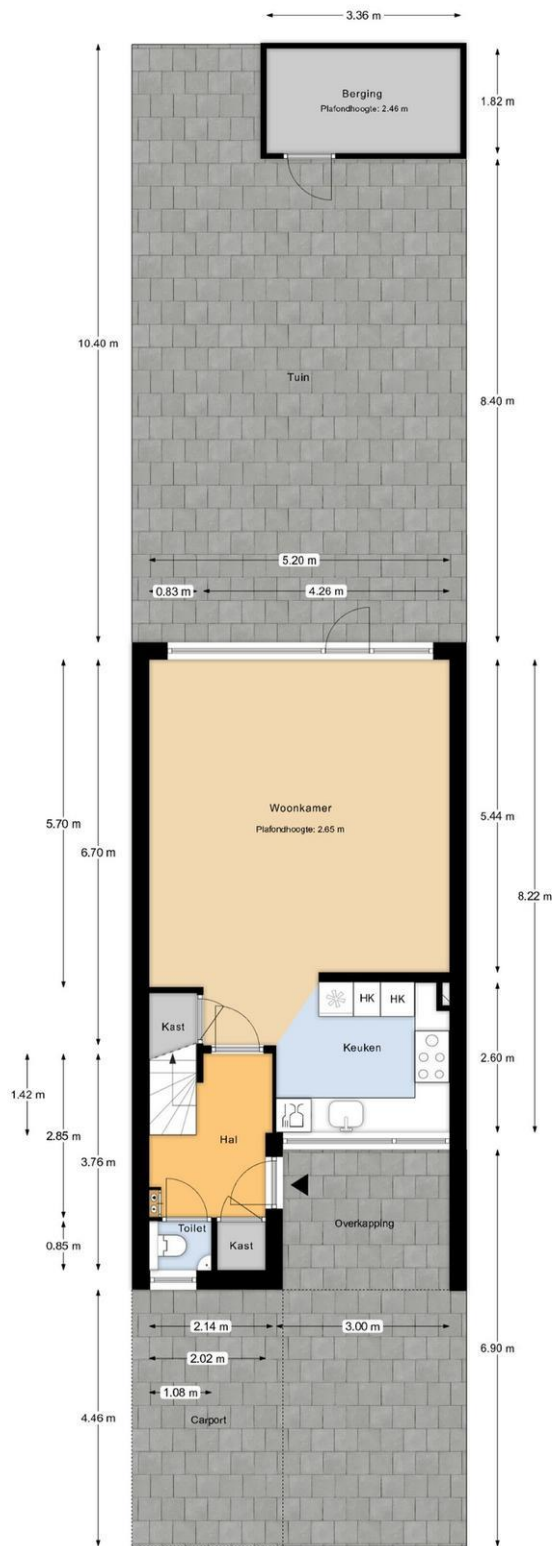 3.36 m
Berging
Plafondhoogte: 2.46 m
1.82 m
10.40 m
Tuin
8.40 m
5.20 m
0.83 m
4.26 m
Woonkamer
Plafondhoogte: 2.65 m
5.70 m
6.70 m
5.44 m
8.22 m
HK
HK
Kast
Keuken
2.60 m
1.42 m
2.85 m
3.76 m
Hal
Toilet
Overkapping
0.85 m
Kast
2.14 m
3.00 m
2.02 m
6.90 m
1.08 m
4.46 m
Carport